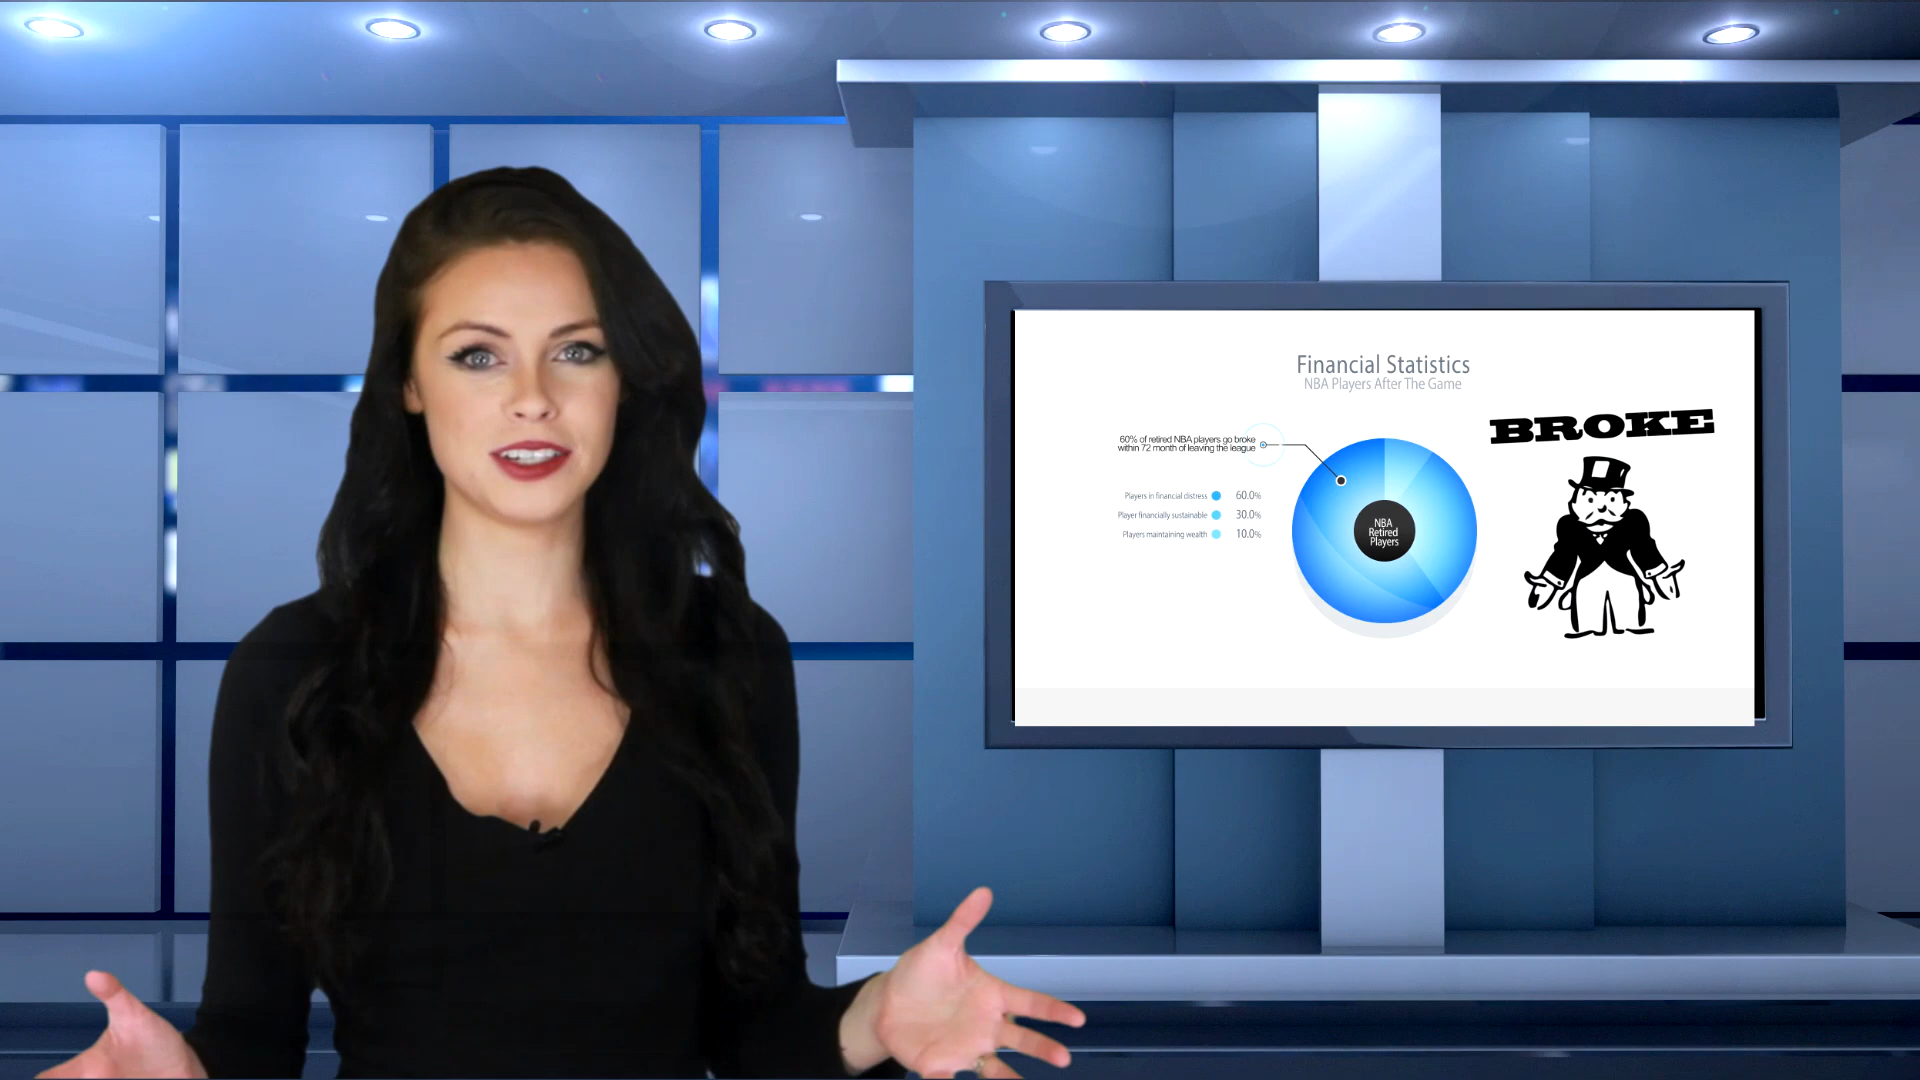 Financial Statistics
NBA Players After The Game
BROKE
60% of retired NBA players go broke
within 72 month of leaving the league
Players in financial distress 60.0%
Player financially sustainable 30.0%
Players maintaining wealth 10.0%
NBA
Retired
Players